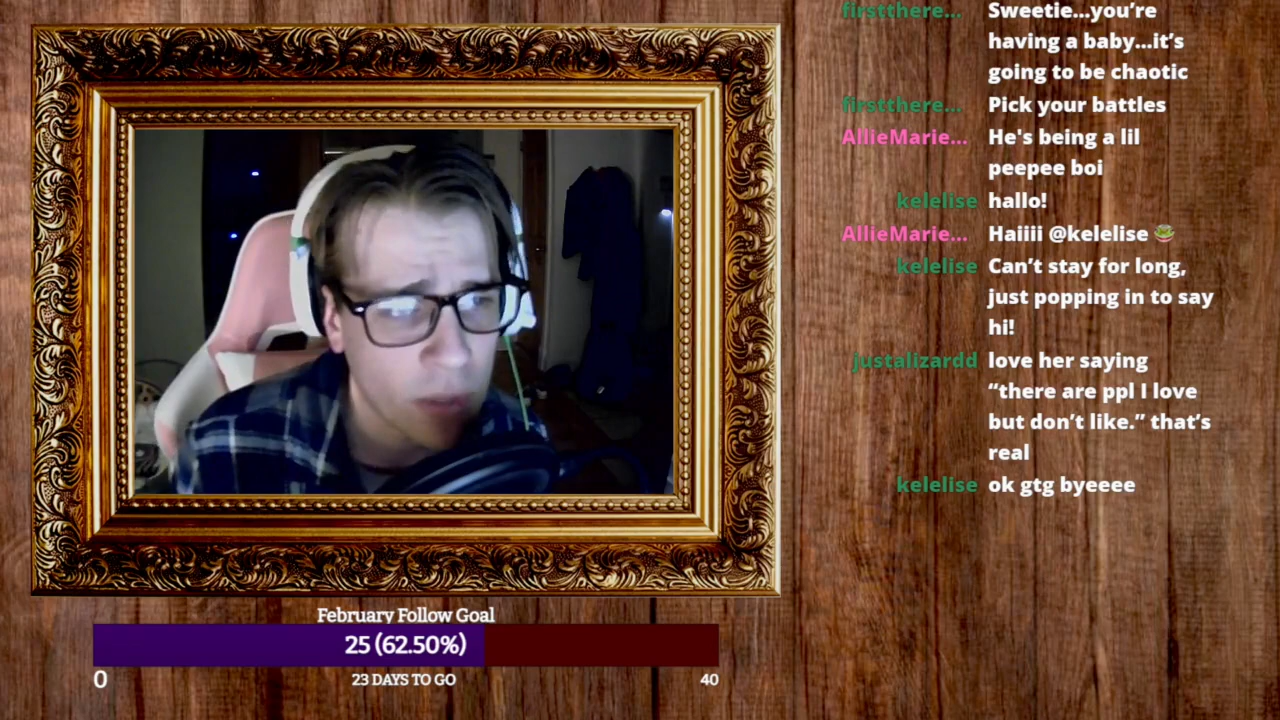 firstthere... Sweetie...you’re
having a baby...it’s
going to be chaotic
firstthere... Pick your battles
AllieMarie... He's being a lil
peepee boi
kelelise hallo!
AllieMarie... Haiiii @kelelise
kelelise Can’t stay for long,
just popping in to say
hi!
justalizardd love her saying
“there are ppl I love
but don’t like.” that’s
real
kelelise ok gtg byeeee
February Follow Goal
25 (62.50%)
0 23 DAYS TO GO 40